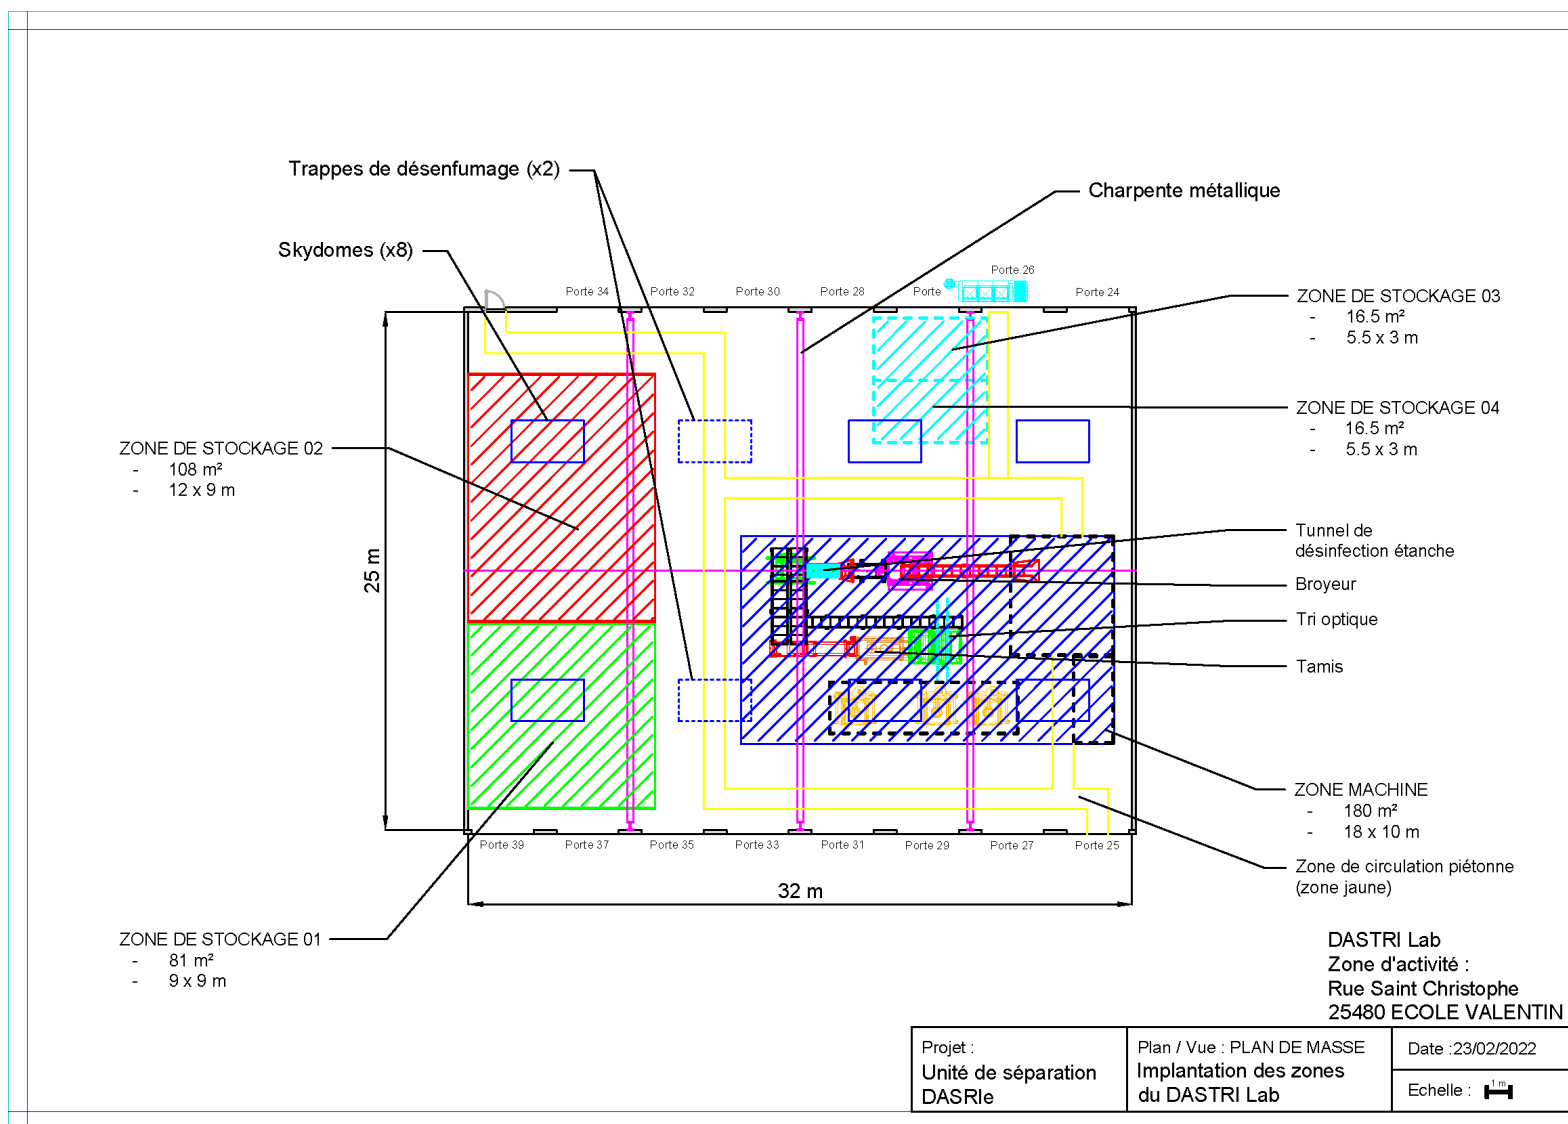 Trappes de désenfumage (x2)
Charpente métallique
Skydomes (x8)
Porte 26
Porte 34
Porte 32
Porte 30
Porte 28
Porte
Porte 24
ZONE DE STOCKAGE 03
- 16.5 m²
- 5.5 x 3 m
ZONE DE STOCKAGE 04
- 16.5 m²
- 5.5 x 3 m
ZONE DE STOCKAGE 02
- 108 m²
- 12 x 9 m
25 m
Tunnel de
désinfection étanche
Broyeur
Tri optique
Tamis
ZONE MACHINE
- 180 m²
- 18 x 10 m
Porte 39
Porte 37
Porte 35
Porte 33
Porte 31
Porte 29
Porte 27
Porte 25
Zone de circulation piétonne
(zone jaune)
32 m
ZONE DE STOCKAGE 01
- 81 m²
- 9 x 9 m
DASTRI Lab
Zone d'activité :
Rue Saint Christophe
25480 ECOLE VALENTIN
Projet :
Unité de séparation
DASRIe
Plan / Vue : PLAN DE MASSE
Implantation des zones
du DASTRI Lab
Date :23/02/2022
Echelle : 1 m